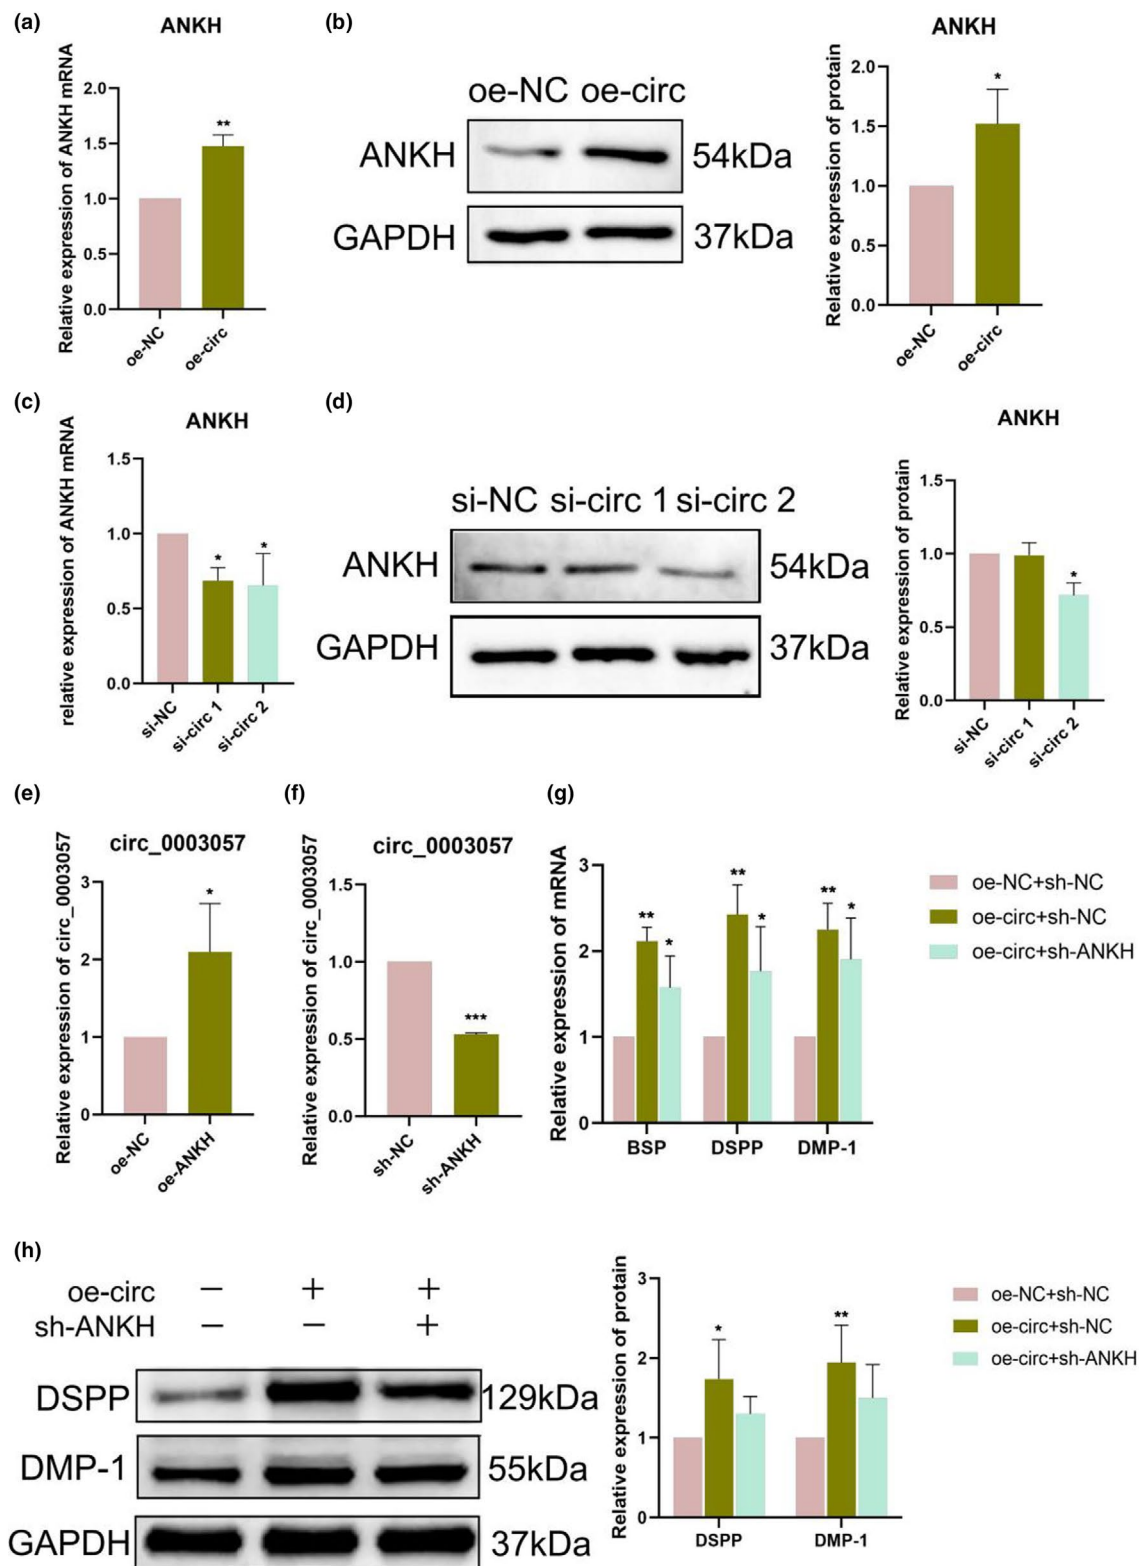 (a)
ANKH
Relative expression of ANKH mRNA
2.0
1.5
1.0
0.5
0.0
**
oe-NC
oe-circ
(b)
oe-NC oe-circ
ANKH
54kDa
GAPDH
37kDa
ANKH
Relative expression of protain
2.0
1.5
1.0
0.5
0.0
*
oe-NC
oe-circ
(c)
ANKH
relative expression of ANKH mRNA
1.5
1.0
0.5
0.0
*
*
si-NC
si-circ 1
si-circ 2
(d)
si-NC si-circ 1 si-circ 2
ANKH
54kDa
GAPDH
37kDa
ANKH
Relative expression of protain
1.5
1.0
0.5
0.0
*
si-NC
si-circ 1
si-circ 2
(e)
circ_0003057
Relative expression of circ_0003057
3
2
1
0
*
oe-NC
oe-ANKH
(f)
circ_0003057
Relative expression of circ_0003057
1.5
1.0
0.5
0.0
***
sh-NC
sh-ANKH
(g)
Relative expression of mRNA
3
2
1
0
** * ** * ** *
BSP DSPP DMP-1
oe-NC+sh-NC
oe-circ+sh-NC
oe-circ+sh-ANKH
(h)
oe-circ − + +
sh-ANKH − − +
DSPP
129kDa
DMP-1
55kDa
GAPDH
37kDa
Relative expression of protain
3
2
1
0
* **
DSPP DMP-1
oe-NC+sh-NC
oe-circ+sh-NC
oe-circ+sh-ANKH